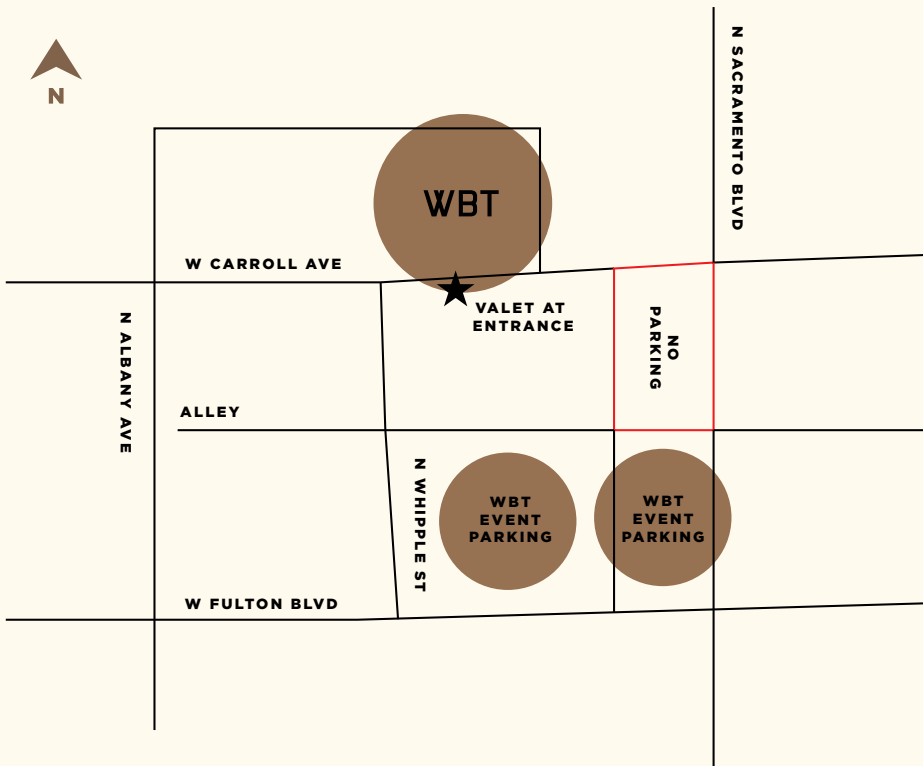 N SACRAMENTO BLVD
N
WBT
W CARROLL AVE
VALET AT
ENTRANCE
NO
PARKING
N ALBANY AVE
ALLEY
N WHIPPLE ST
WBT
EVENT
PARKING
WBT
EVENT
PARKING
W FULTON BLVD